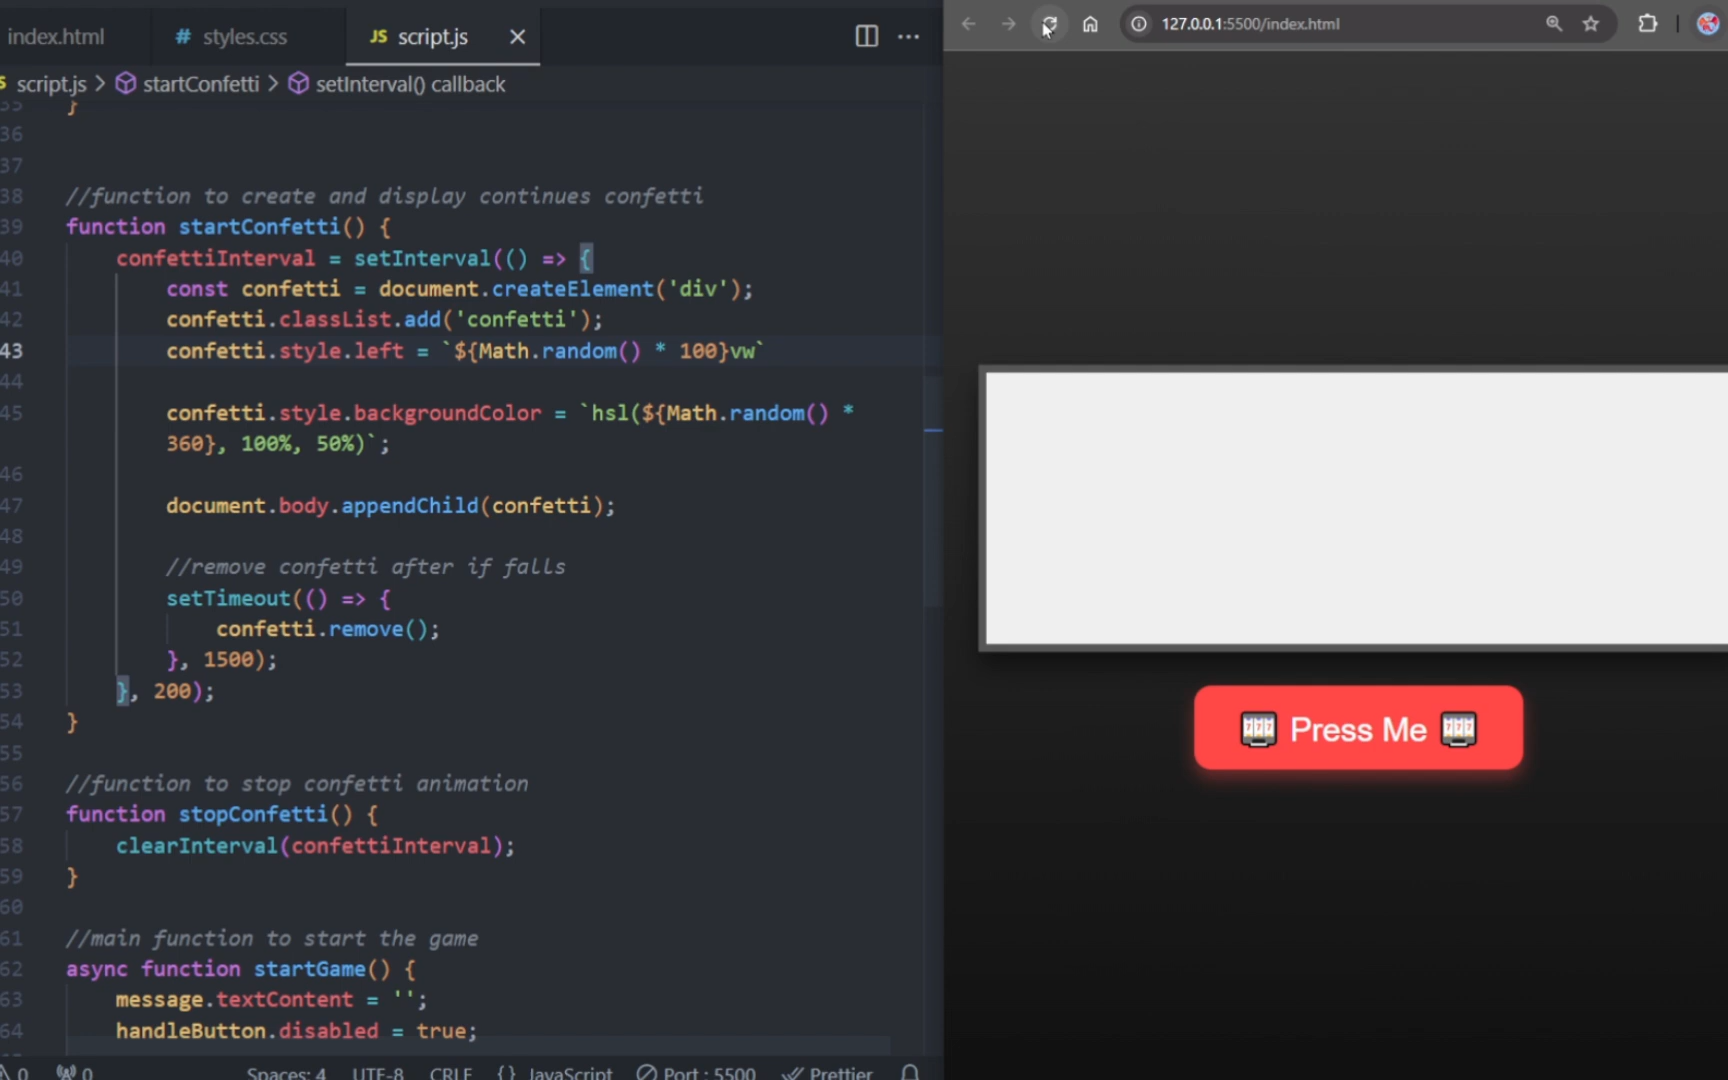 index.html
# styles.css
JS script.js
127.0.0.1:5500/index.html
script.js > startConfetti > setInterval() callback
35 }
36
37
38 //function to create and display continues confetti
39 function startConfetti() {
40 confettiInterval = setInterval(() => {
41 const confetti = document.createElement('div');
42 confetti.classList.add('confetti');
43 confetti.style.left = `${Math.random() * 100}vw`
44
45 confetti.style.backgroundColor = `hsl(${Math.random() *
360}, 100%, 50%)`;
46
47 document.body.appendChild(confetti);
48
49 //remove confetti after if falls
50 setTimeout(() => {
51 confetti.remove();
52 }, 1500);
53 }, 200);
54 }
55
56 //function to stop confetti animation
57 function stopConfetti() {
58 clearInterval(confettiInterval);
59 }
60
61 //main function to start the game
62 async function startGame() {
63 message.textContent = '';
64 handleButton.disabled = true;
Press Me
0 0 Spaces: 4 UTF-8 CRLF {} JavaScript Port : 5500 Prettier